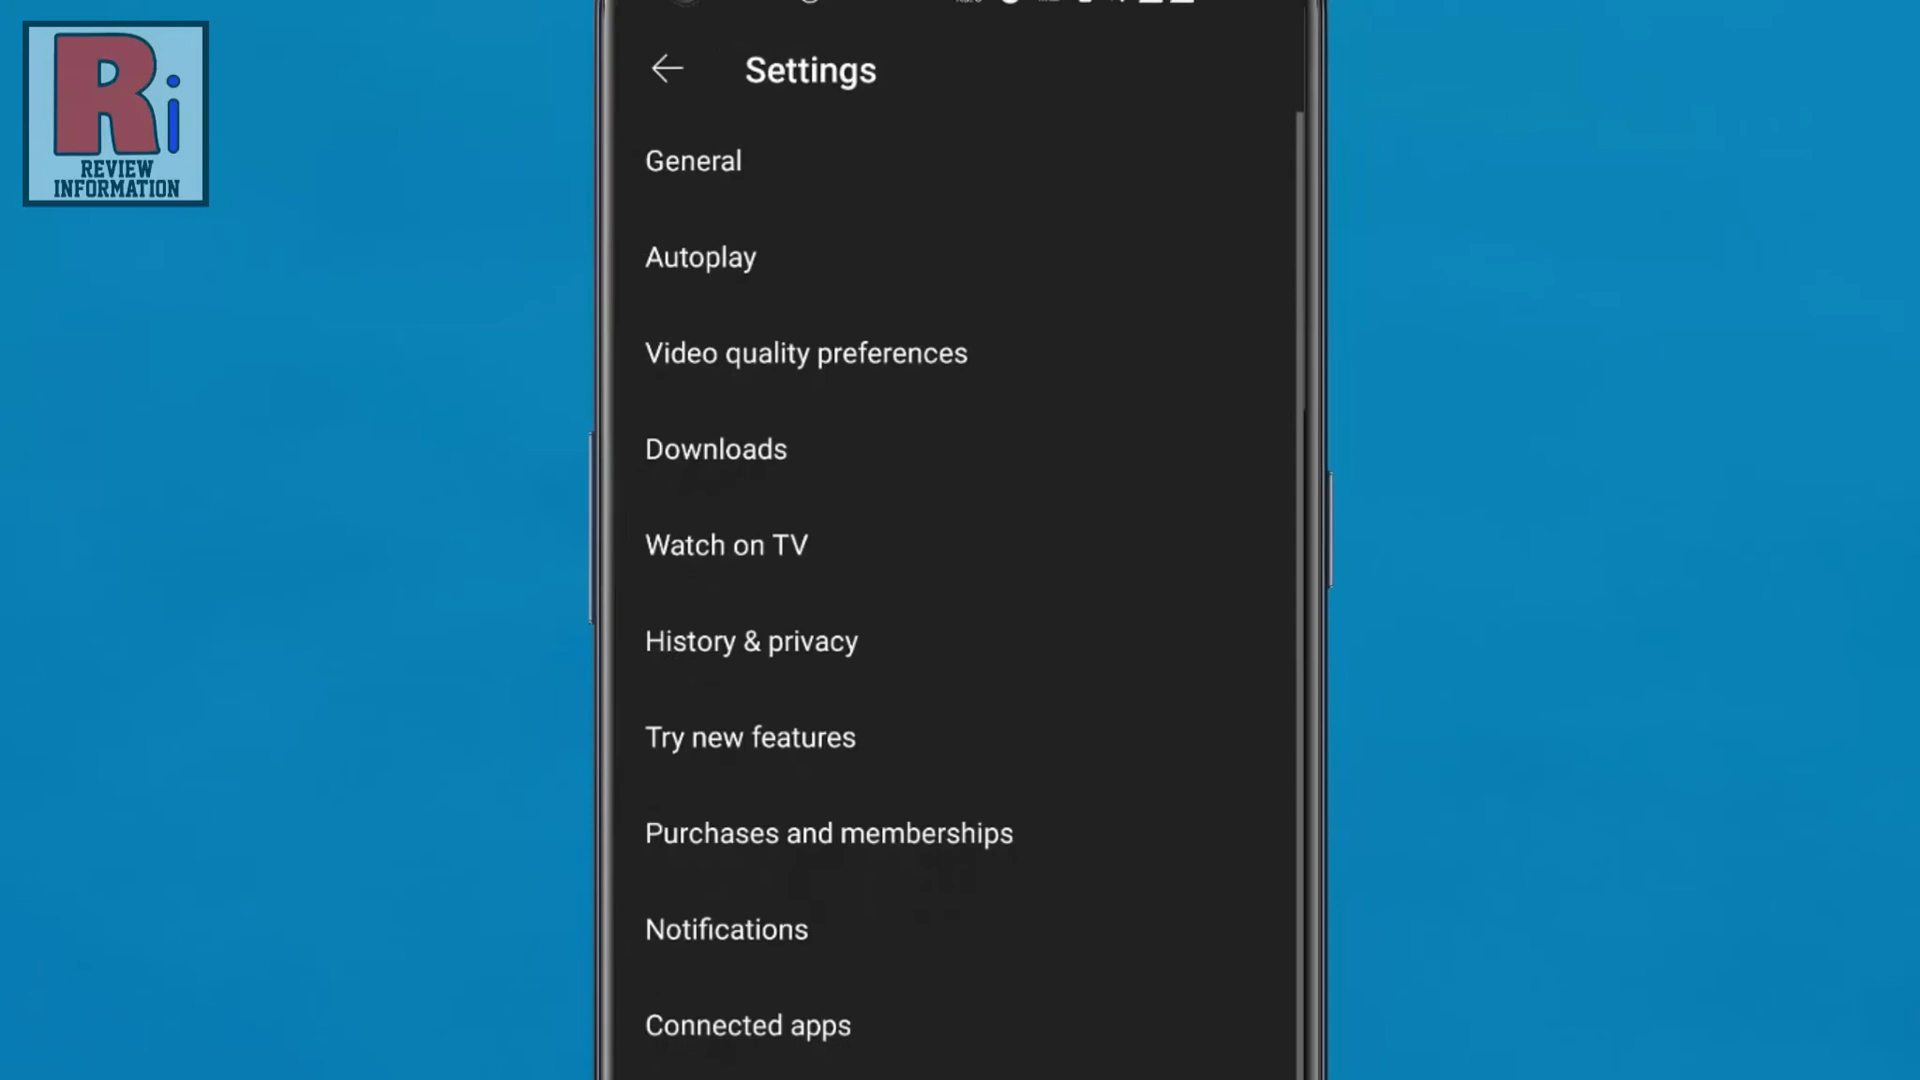 Ri
REVIEW
INFORMATION
Settings
General
Autoplay
Video quality preferences
Downloads
Watch on TV
History & privacy
Try new features
Purchases and memberships
Notifications
Connected apps